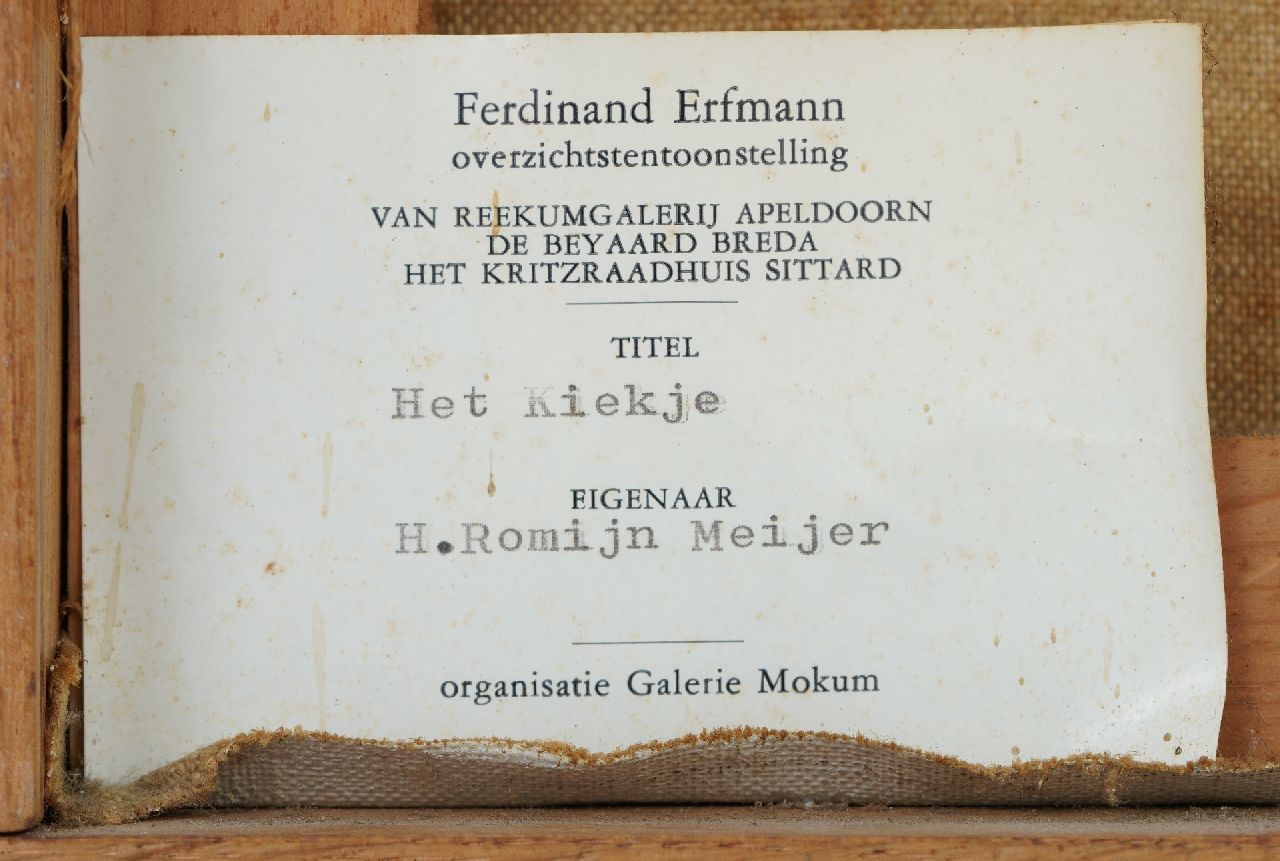 Ferdinand Erfmann
overzichtstentoonstelling
VAN REEKUMGALERIJ APELDOORN
DE BEYAARD BREDA
HET KRITZRAADHUIS SITTARD
TITEL
Het Kiekje
EIGENAAR
H.Romijn Meijer
organisatie Galerie Mokum